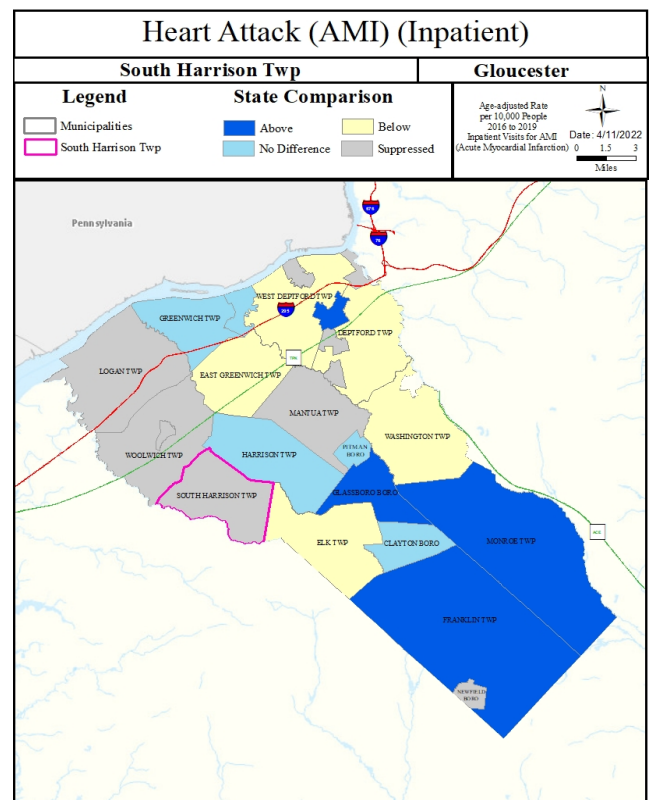 Heart Attack (AMI) (Inpatient)
South Harrison Twp
Gloucester
Legend
Municipalities
South Harrison Twp
State Comparison
Above
Below
No Difference
Suppressed
Age-adjusted Rate
per 10,000 People
2016 to 2019
Inpatient Visits for AMI
(Acute Myocardial Infarction)
N
Date: 4/11/2022
0 1.5 3
Miles
Pennsylvania
676
76
WEST DEPTFORD TWP
GREENWICH TWP
295
DEPTFORD TWP
LOGAN TWP
EAST GREENWICH TWP
MANTUA TWP
WASHINGTON TWP
PITMAN
BORO
WOOLWICH TWP
HARRISON TWP
GLASSBORO BORO
SOUTH HARRISON TWP
ELK TWP
CLAYTON BORO
MONROE TWP
FRANKLIN TWP
NEWFIELD
BORO